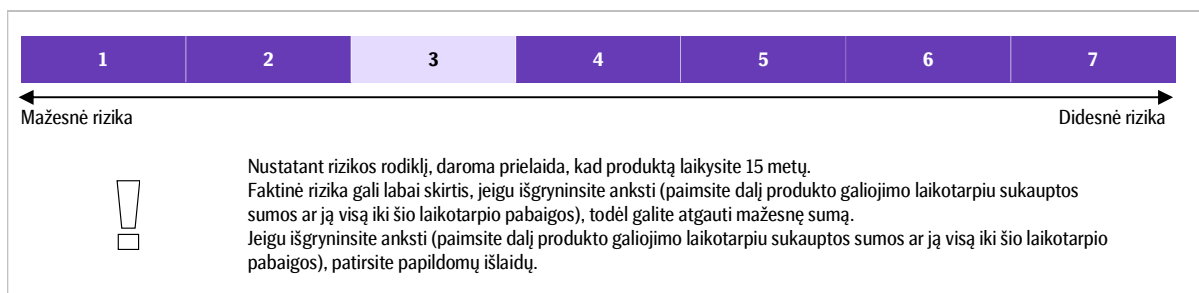 1 2 3 4 5 6 7
Mažesnė rizika Didesnė rizika
Nustatant rizikos rodiklį, daroma prielaida, kad produktą laikysite 15 metų.
Faktinė rizika gali labai skirtis, jeigu išgryninsite anksti (paimsite dalį produkto galiojimo laikotarpiu sukauptos
sumos ar ją visą iki šio laikotarpio pabaigos), todėl galite atgauti mažesnę sumą.
Jeigu išgryninsite anksti (paimsite dalį produkto galiojimo laikotarpiu sukauptos sumos ar ją visą iki šio laikotarpio
pabaigos), patirsite papildomų išlaidų.